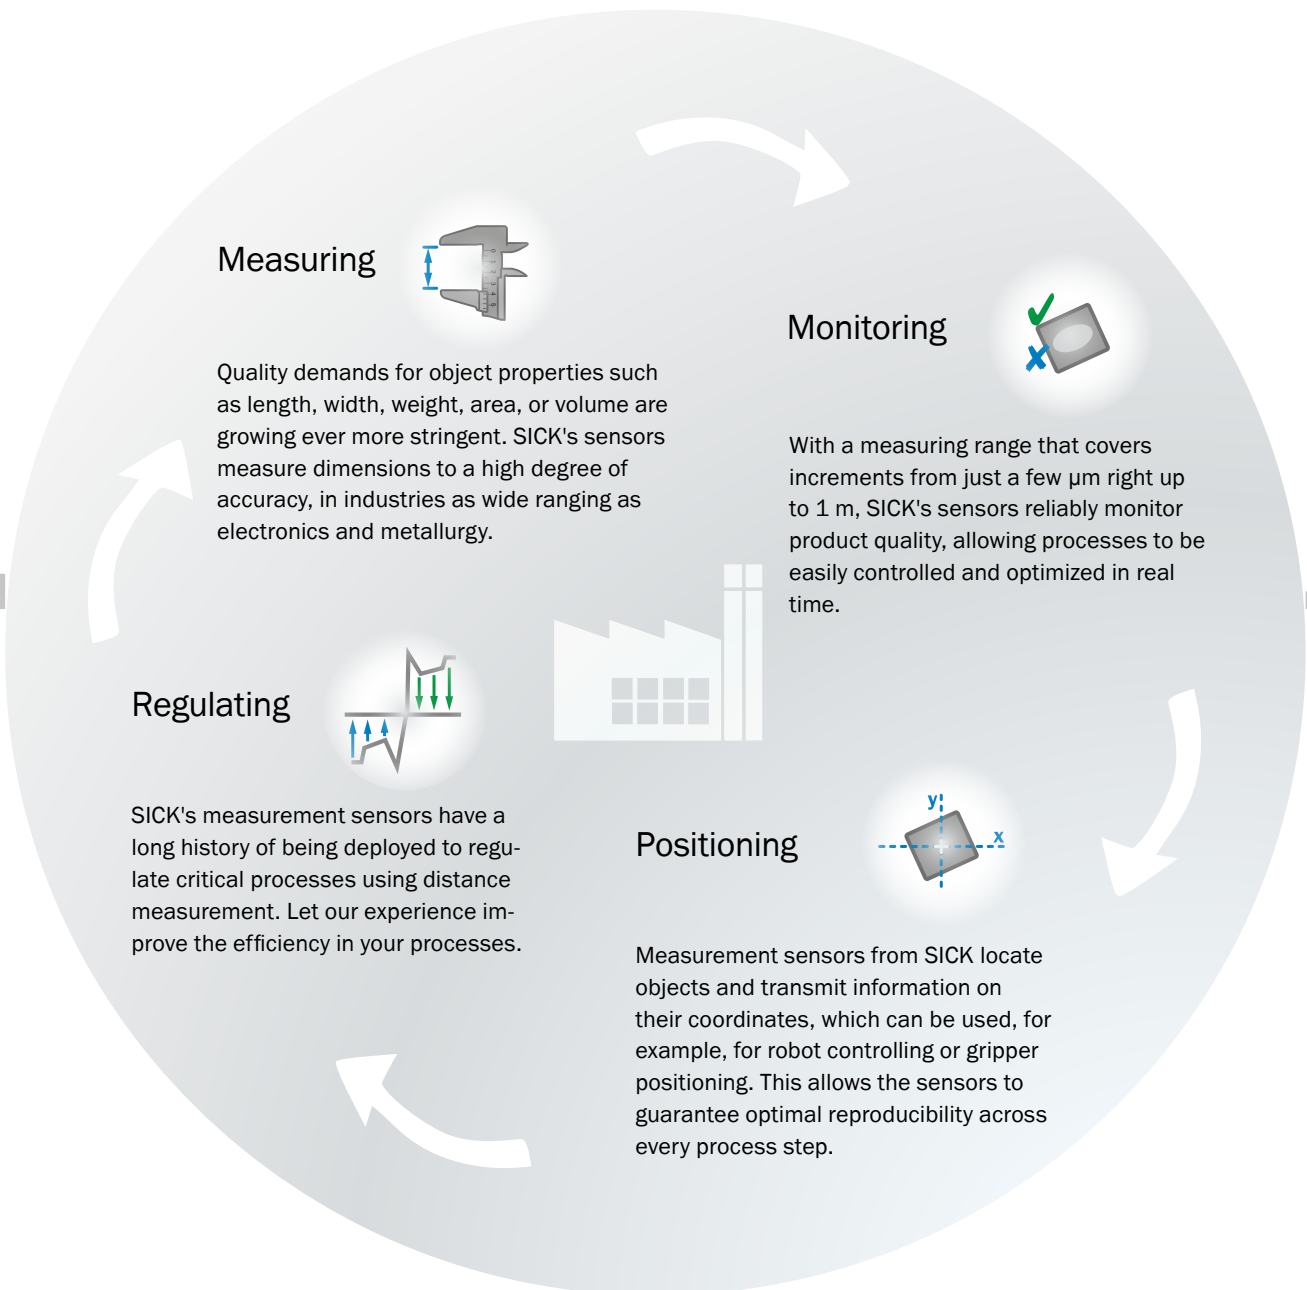 Measuring
Quality demands for object properties such
as length, width, weight, area, or volume are
growing ever more stringent. SICK's sensors
measure dimensions to a high degree of
accuracy, in industries as wide ranging as
electronics and metallurgy.
Monitoring
With a measuring range that covers
increments from just a few µm right up
to 1 m, SICK's sensors reliably monitor
product quality, allowing processes to be
easily controlled and optimized in real
time.
Regulating
SICK's measurement sensors have a
long history of being deployed to regu-
late critical processes using distance
measurement. Let our experience im-
prove the efficiency in your processes.
Positioning
y
x
Measurement sensors from SICK locate
objects and transmit information on
their coordinates, which can be used, for
example, for robot controlling or gripper
positioning. This allows the sensors to
guarantee optimal reproducibility across
every process step.